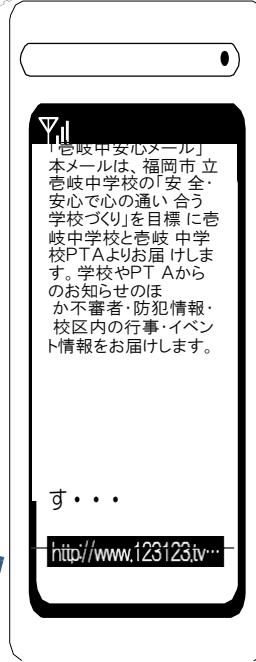 「壱岐中安心メール」
本メールは、福岡市 立
壱岐中学校の「安 全・
安心で心の通い 合う
学校づくり」を目標 に壱
岐中学校と壱岐 中学
校PTAよりお届 けしま
す。学校やPT Aから
のお知らせのほ
か不審者・防犯情報・
校区内の行事・イベン
ト情報をお届けします。
す・・・
http://www.123123.tv…